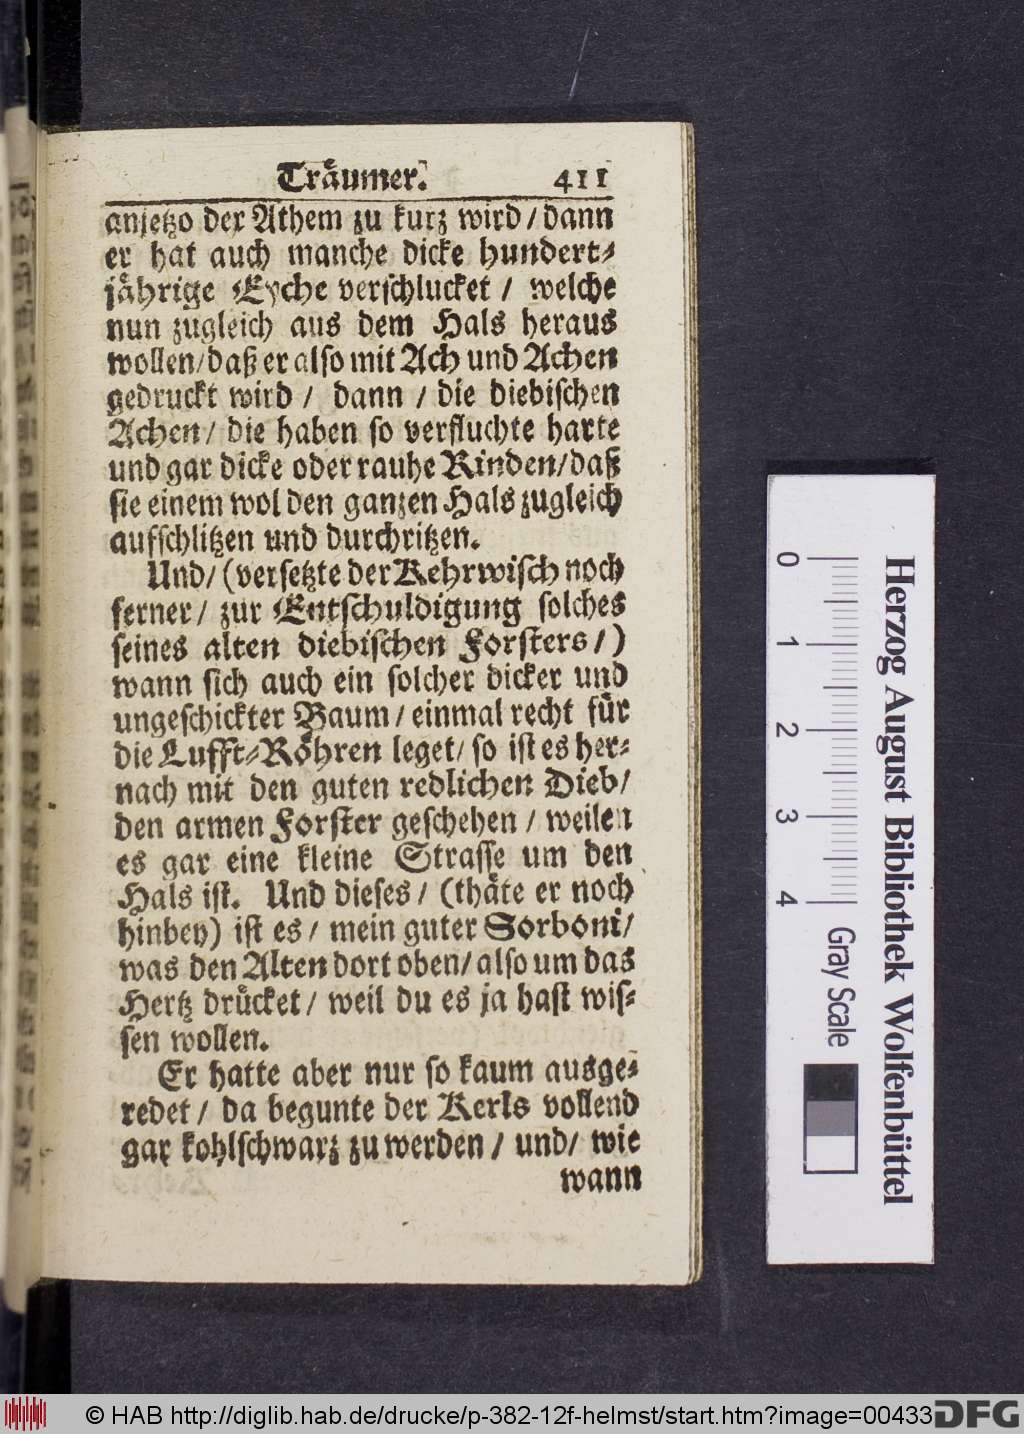 Träumer. 411
anjetzo der Athem zu kurz wird / dann
er hat auch manche dicke hundert⸗
jährige Eyche verschlucket / welche
nun zugleich aus dem Hals heraus
wollen / daß er also mit Ach und Achen
gedruckt wird / dann / die diebischen
Achen / die haben so verfluchte harte
und gar dicke oder rauhe Rinden / daß
sie einem wol den ganzen Hals zugleich
aufschlitzen und durchritzen.
Und / (versetzte der Kehrwisch noch
ferner / zur Entschuldigung solches
seines alten diebischen Forsters /)
wann sich auch ein solcher dicker und
ungeschickter Baum / einmal recht für
die Lufft⸗Röhren leget / so ist es her⸗
nach mit den guten redlichen Dieb /
den armen Forster geschehen / weilen
es gar eine kleine Strasse um den
Hals ist. Und dieses / (thäte er noch
hinbey) ist es / mein guter Sorboni /
was den Alten dort oben / also um das
Hertz drücket / weil du es ja hast wis⸗
sen wollen.
Er hatte aber nur so kaum ausge⸗
redet / da begunte der Kerls vollend
gar kohlschwarz zu werden / und / wie
wann
0 1 2 3 4 Gray Scale
Herzog August Bibliothek Wolfenbüttel
© HAB http://diglib.hab.de/drucke/p-382-12f-helmst/start.htm?image=00433
DFG